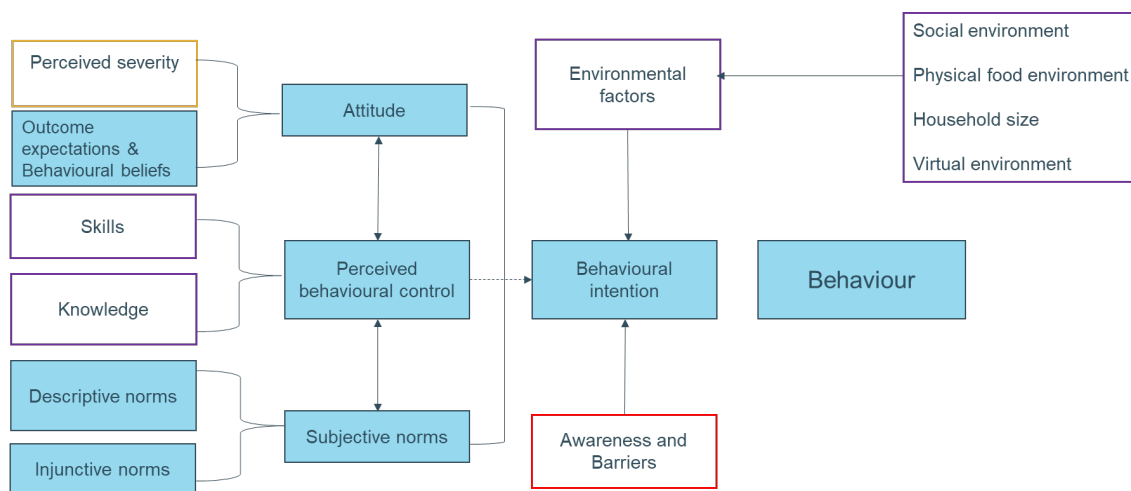 Perceived severity
Outcome
expectations &
Behavioural beliefs
Skills
Knowledge
Descriptive norms
Injunctive norms
Attitude
Perceived
behavioural control
Subjective norms
Environmental
factors
Behavioural
intention
Awareness and
Barriers
Social environment
Physical food environment
Household size
Virtual environment
Behaviour